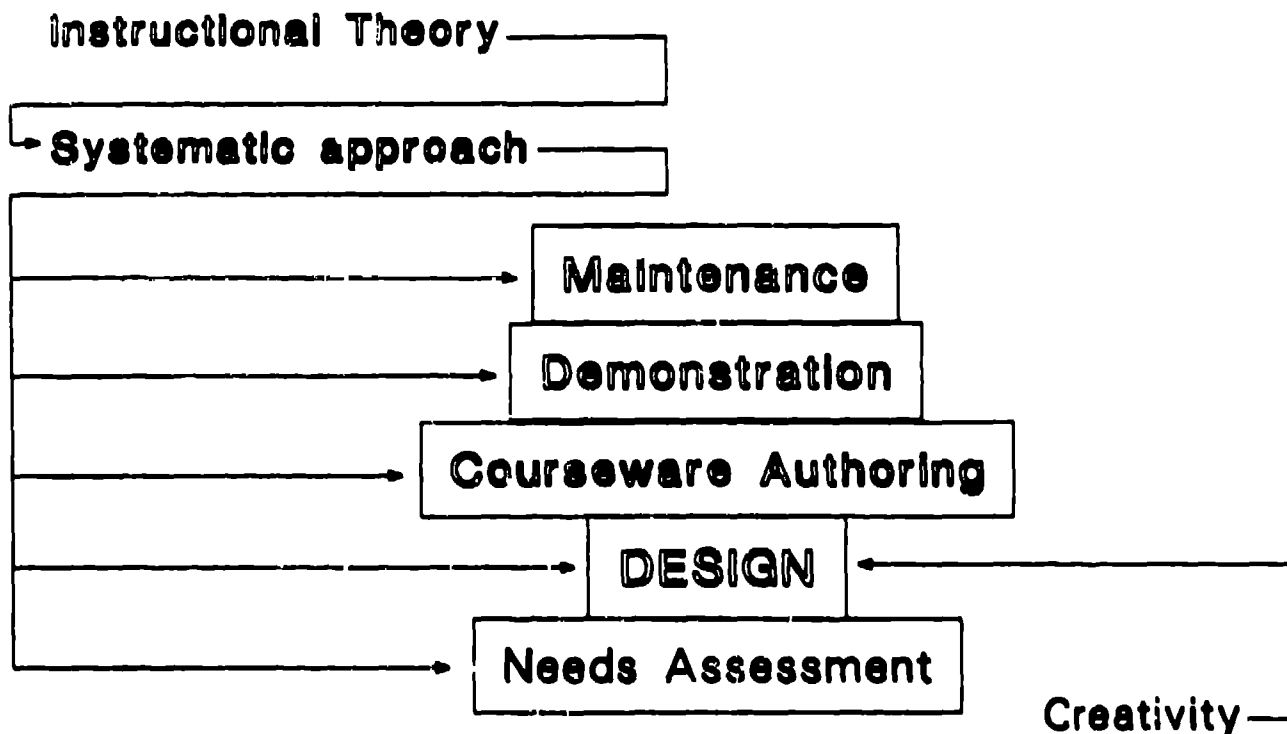 Instructional Theory
Systematic approach
Maintenance
Demonstration
Courseware Authoring
DESIGN
Needs Assessment
Creativity